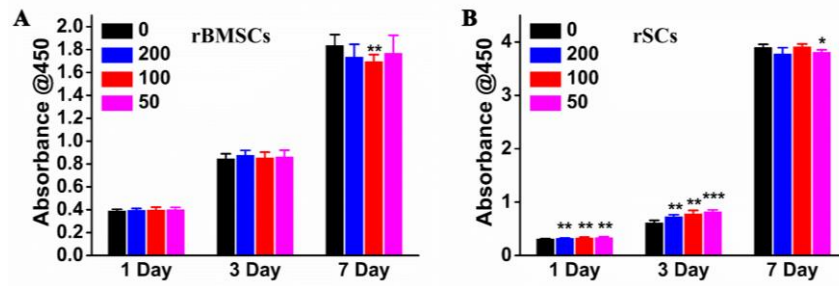 A
rBMSCs
0
200
100
50
Absorbance @450
2.0
1.8
1.6
1.4
1.2
1.0
0.8
0.6
0.4
0.2
0.0
**
1 Day 3 Day 7 Day
B
rSCs
0
200
100
50
Absorbance @450
4
3
2
1
0
** ** **
** ** ***
*
1 Day 3 Day 7 Day